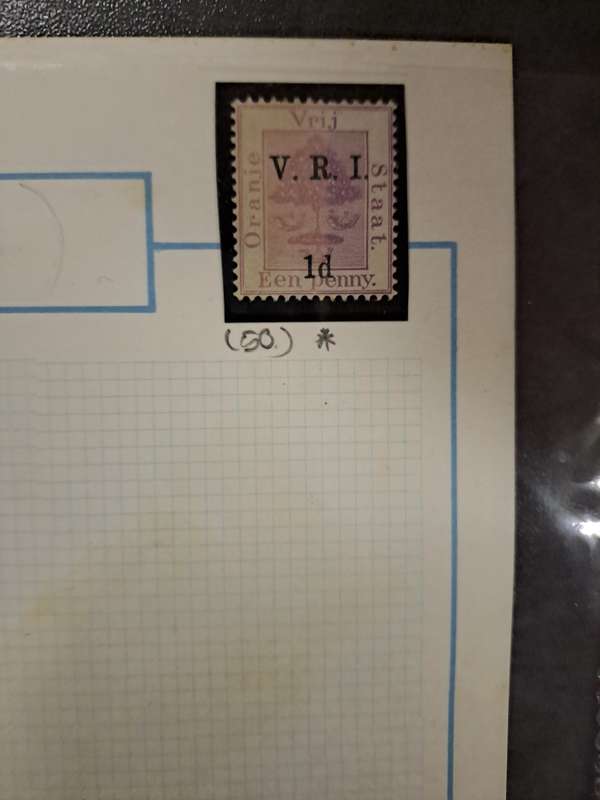 Vrij
Oranje
Staat.
V. R. I.
1d
Een penny.
(50.) *